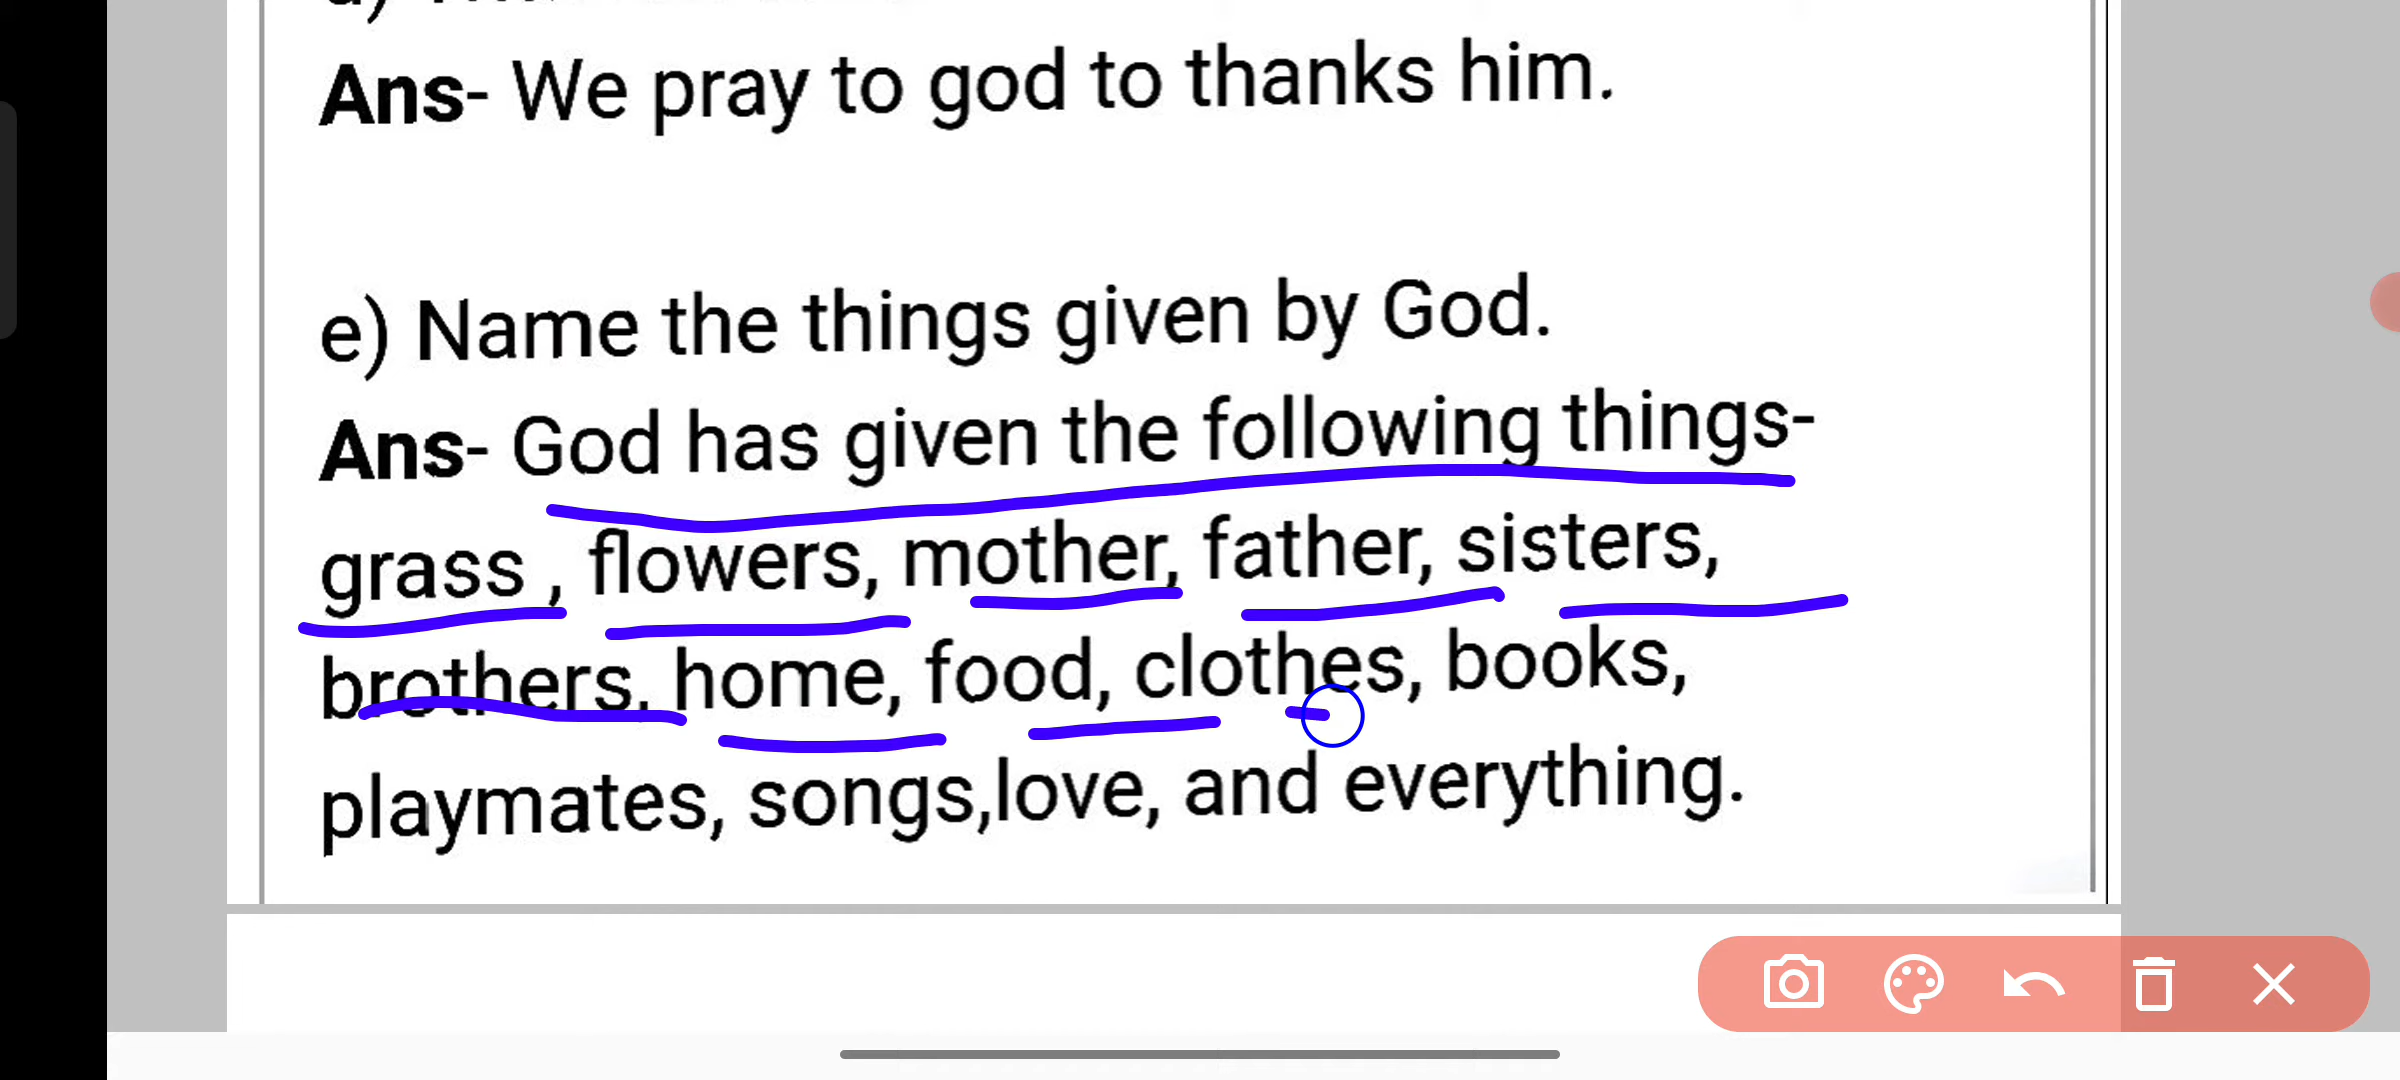 Ans- We pray to god to thanks him.
e) Name the things given by God.
Ans- God has given the following things-
grass , flowers, mother, father, sisters,
brothers, home, food, clothes, books,
playmates, songs,love, and everything.